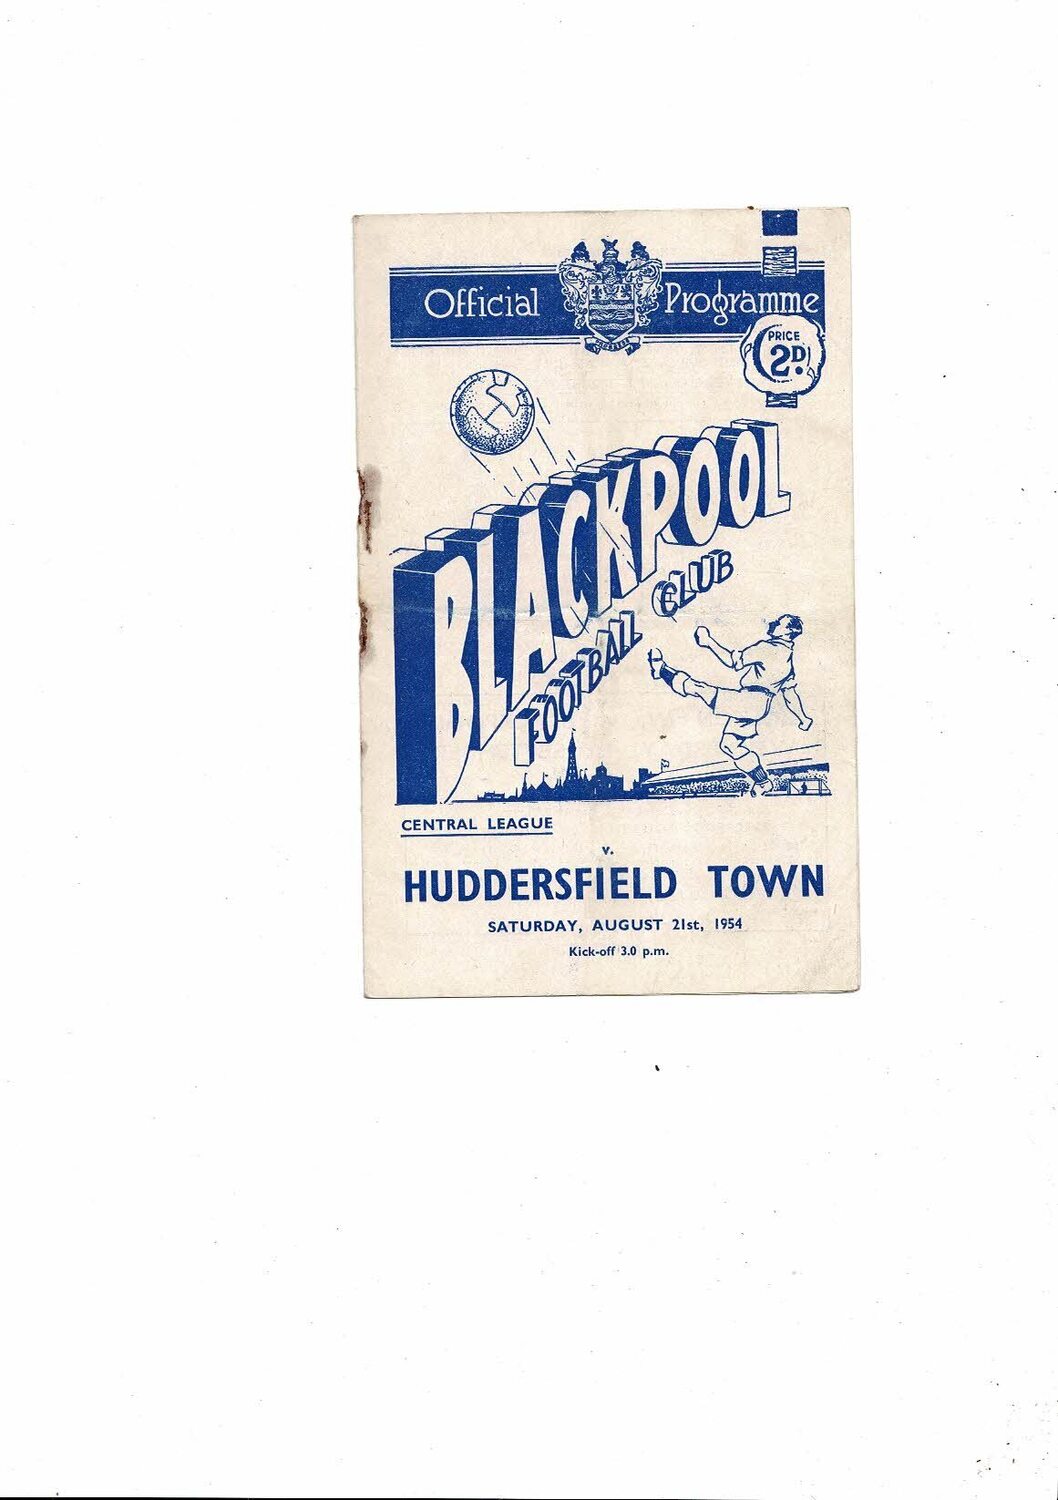 Official Programme
PRICE
2D.
BLACKPOOL
FOOTBALL CLUB
CENTRAL LEAGUE
v.
HUDDERSFIELD TOWN
SATURDAY, AUGUST 21st, 1954
Kick-off 3.0 p.m.